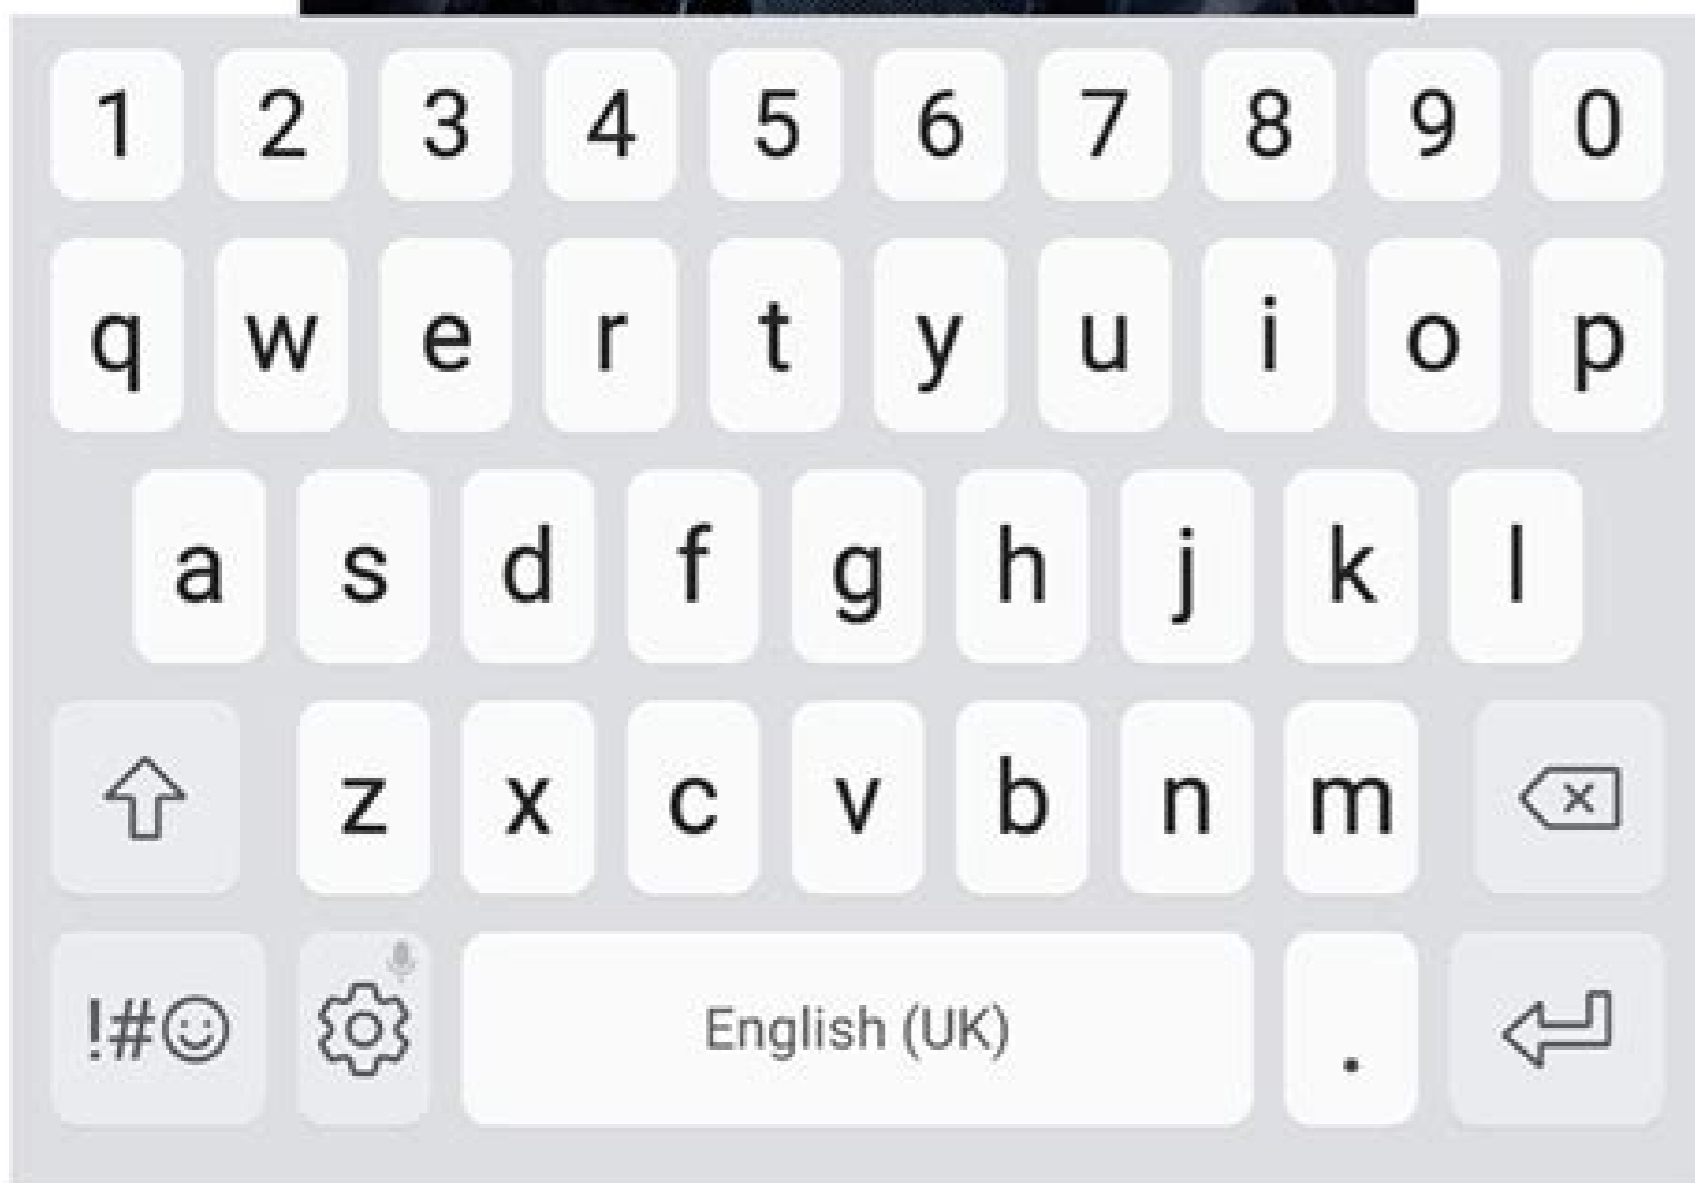 1 2 3 4 5 6 7 8 9 0
q w e r t y u i o p
a s d f g h j k l
z x c v b n m
!#☺ English (UK) .